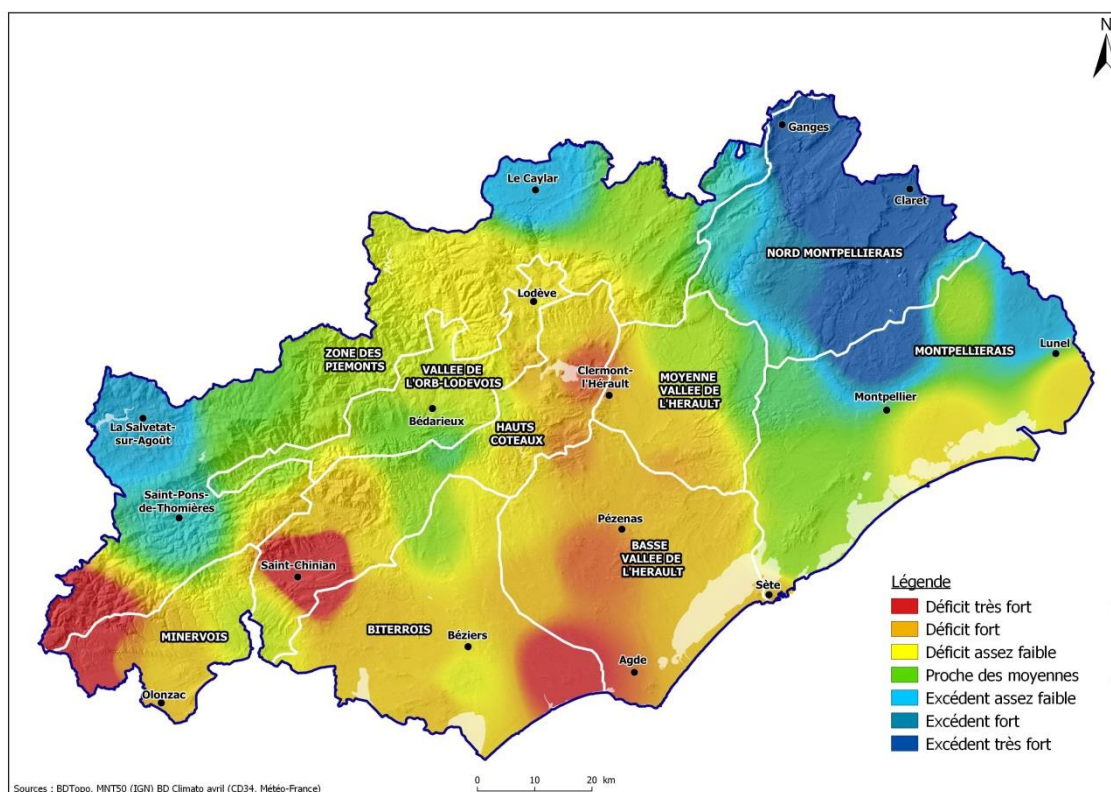 N
Ganges
Le Caylar
Claret
NORD MONTPELLIERAIS
Lodève
ZONE DES
PIEMONTS
VALLEE DE
L'ORB-LODEVOIS
Clermont-
l'Hérault
MOYENNE
VALLEE DE
L'HERAULT
MONTPELLIERAIS
Lunel
Montpellier
La Salvetat-
sur-Agoût
Bédarieux
HAUTS
COTEAUX
Saint-Pons-
de-Thomières
Pézenas
BASSE
VALLEE DE
L'HERAULT
Saint-Chinian
Sète
MINERVOIS
BITERROIS
Béziers
Agde
Olonzac
Légende
Déficit très fort
Déficit fort
Déficit assez faible
Proche des moyennes
Excédent assez faible
Excédent fort
Excédent très fort
0 10 20 km
Sources : BDTopo, MNT50 (IGN) BD Climato avril (CD34, Météo-France)